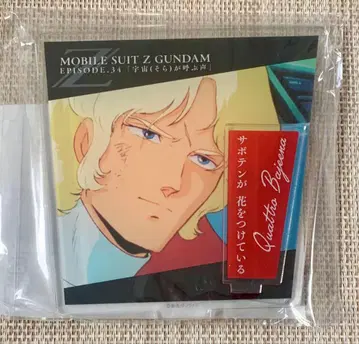 Z
MOBILE SUIT Z GUNDAM
EPISODE.34「宇宙(そら)が呼ぶ声」
サボテンが 花をつけている
Quattro Bajeena